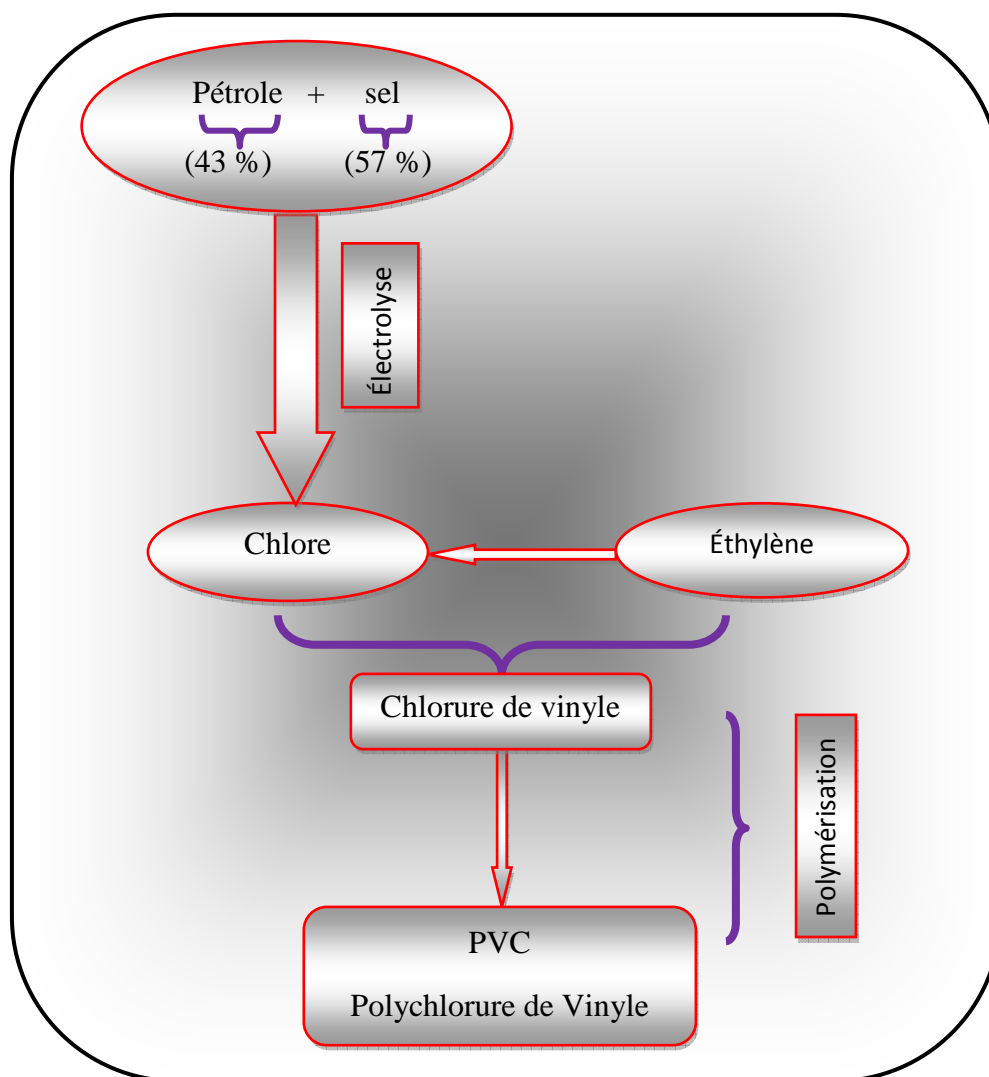 Pétrole + sel
(43 %) (57 %)
Électrolyse
Chlore
Éthylène
Chlorure de vinyle
Polymérisation
PVC
Polychlorure de Vinyle